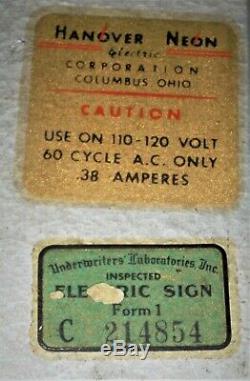 HANOVER NEON
Electric
CORPORATION
COLUMBUS OHIO
CAUTION
USE ON 110-120 VOLT
60 CYCLE A.C. ONLY
.38 AMPERES
Underwriters' Laboratories, Inc.
INSPECTED
ELECTRIC SIGN
Form 1
C 214854